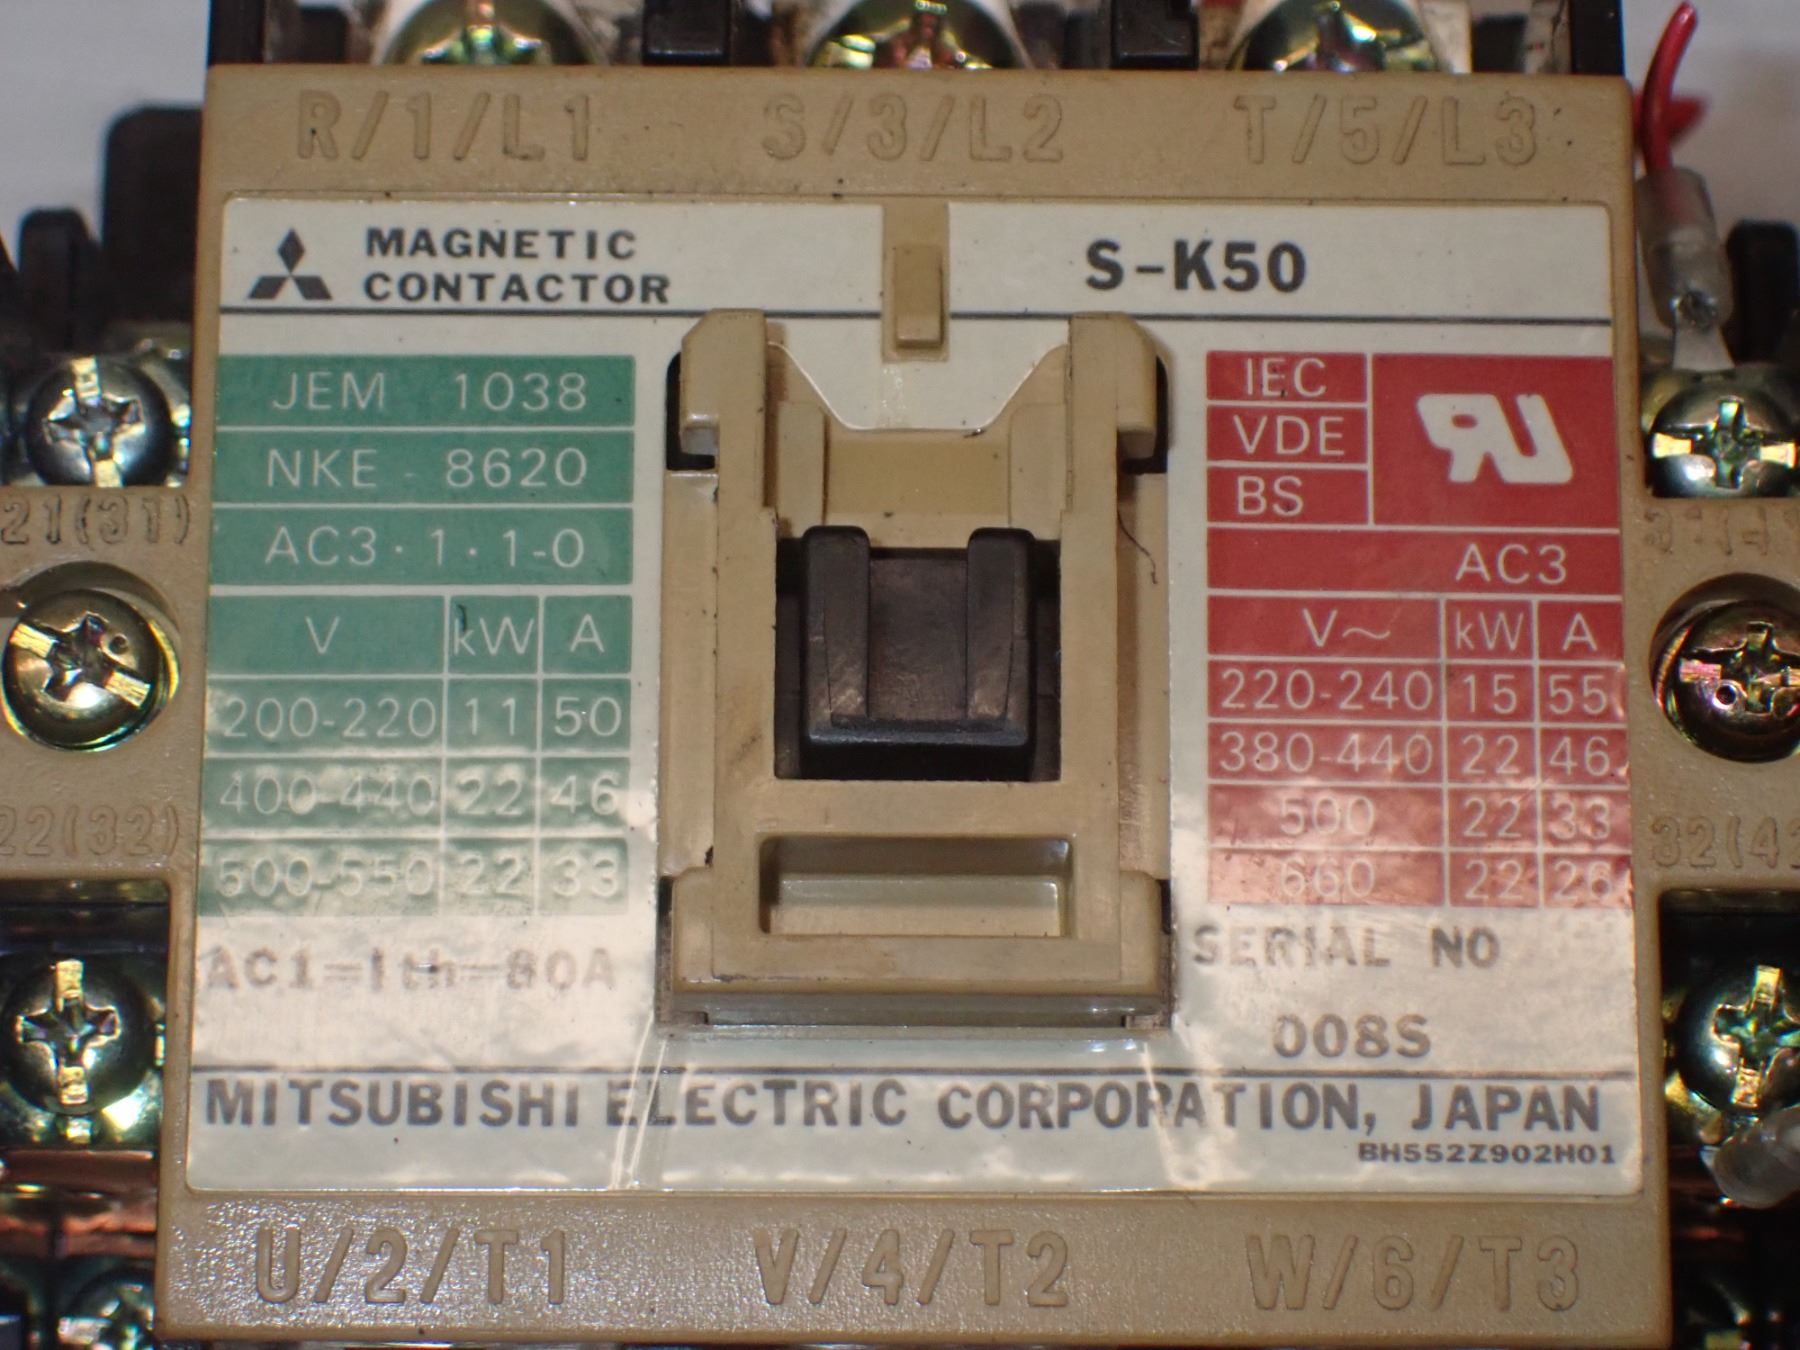 R/1/L1 S/3/L2 T/5/L3
MAGNETIC
CONTACTOR
S-K50
JEM 1038
NKE - 8620
AC3・1・1-0
V kW A
200-220 11 50
400-440 22 46
500-550 22 33
AC1=Ith=80A
IEC
VDE
BS
RU
AC3
V~ kW A
220-240 15 55
380-440 22 46
500 22 33
660 22 26
SERIAL NO
008S
MITSUBISHI ELECTRIC CORPORATION, JAPAN
BH552Z902H01
21(31)
22(32)
U/2/T1 V/4/T2 W/6/T3